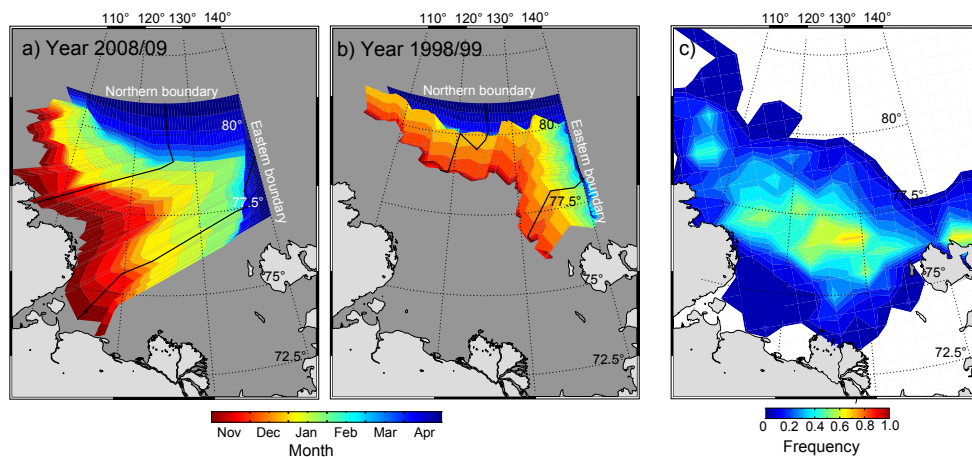 110° 120° 130° 140°
110° 120° 130° 140°
110° 120° 130° 140°
a) Year 2008/09
b) Year 1998/99
c)
Northern boundary
Northern boundary
80°
80°
80°
Eastern boundary
Eastern boundary
77.5°
77.5°
77.5°
75°
75°
75°
72.5°
72.5°
72.5°
Nov Dec Jan Feb Mar Apr
Month
0 0.2 0.4 0.6 0.8 1.0
Frequency